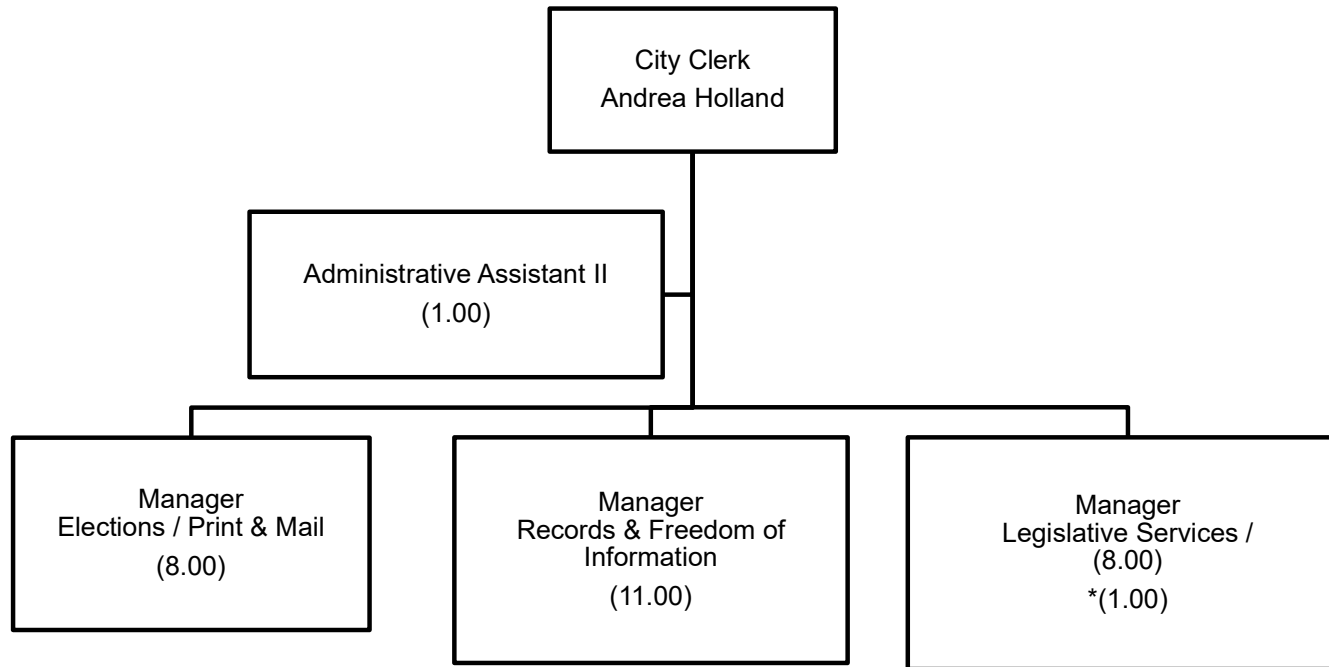 City Clerk
Andrea Holland
Administrative Assistant II
(1.00)
Manager
Elections / Print & Mail
(8.00)
Manager
Records & Freedom of
Information
(11.00)
Manager
Legislative Services /
(8.00)
*(1.00)